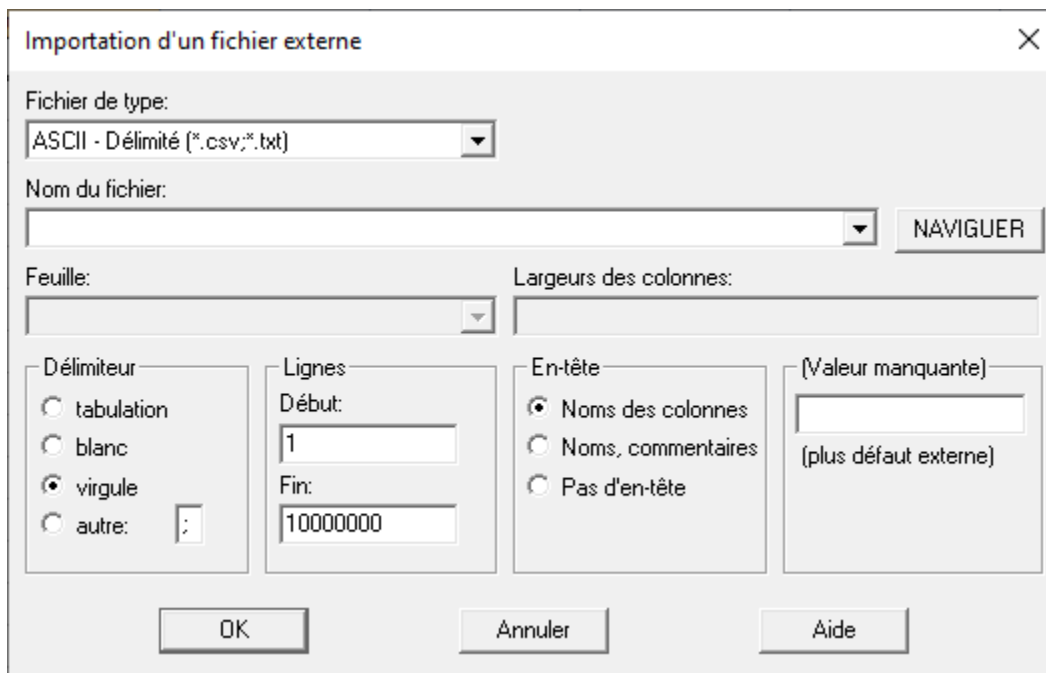 Importation d'un fichier externe
Fichier de type:
ASCII - Délimité (*.csv;*.txt)
Nom du fichier:
NAVIGUER
Feuille:
Largeurs des colonnes:
Délimiteur
tabulation
blanc
virgule
autre: ;
Lignes
Début:
1
Fin:
10000000
En-tête
Noms des colonnes
Noms, commentaires
Pas d'en-tête
(Valeur manquante)
(plus défaut externe)
OK
Annuler
Aide